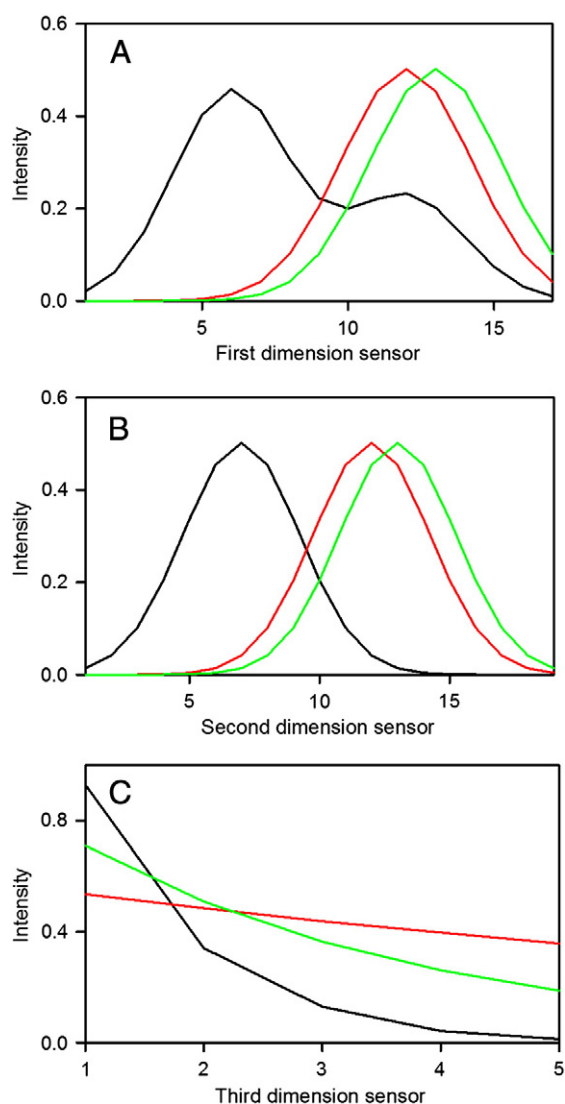 A
0.6
0.4
0.2
0.0
Intensity
5
10
15
First dimension sensor
B
0.6
0.4
0.2
0.0
Intensity
5
10
15
Second dimension sensor
C
0.8
0.4
0.0
Intensity
1
2
3
4
5
Third dimension sensor